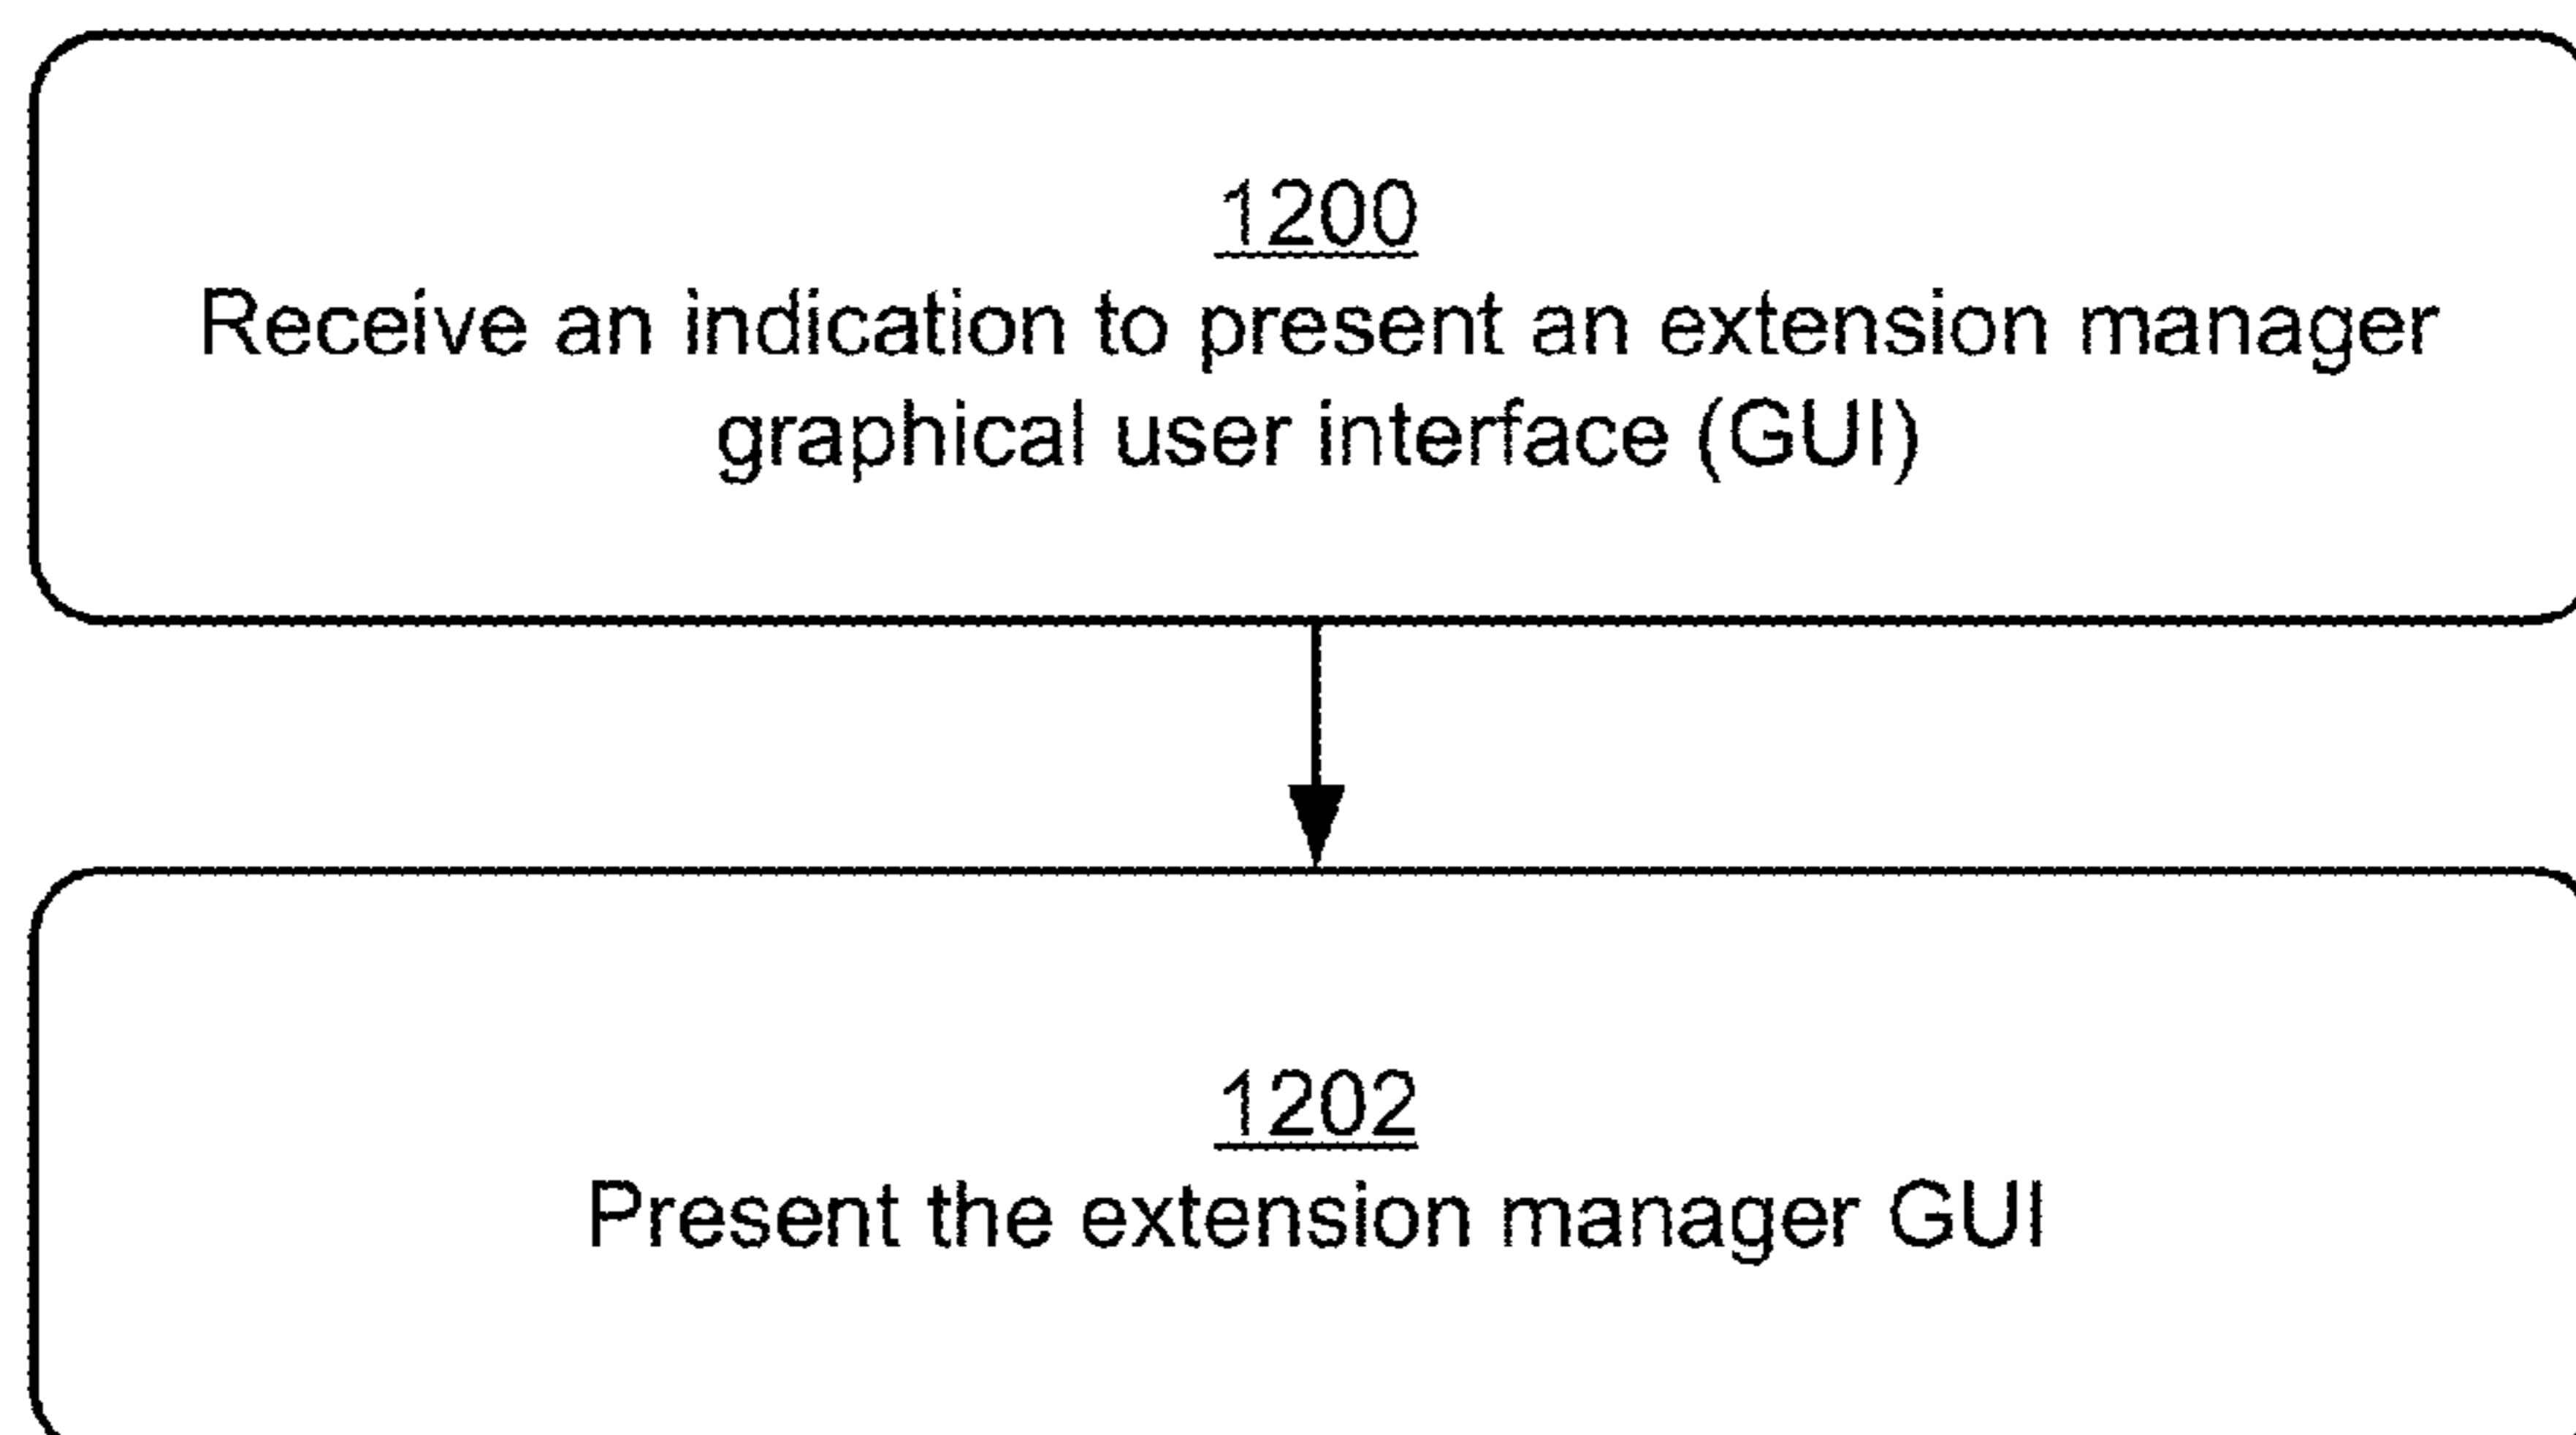 1200
Receive an indication to present an extension manager
graphical user interface (GUI)
1202
Present the extension manager GUI